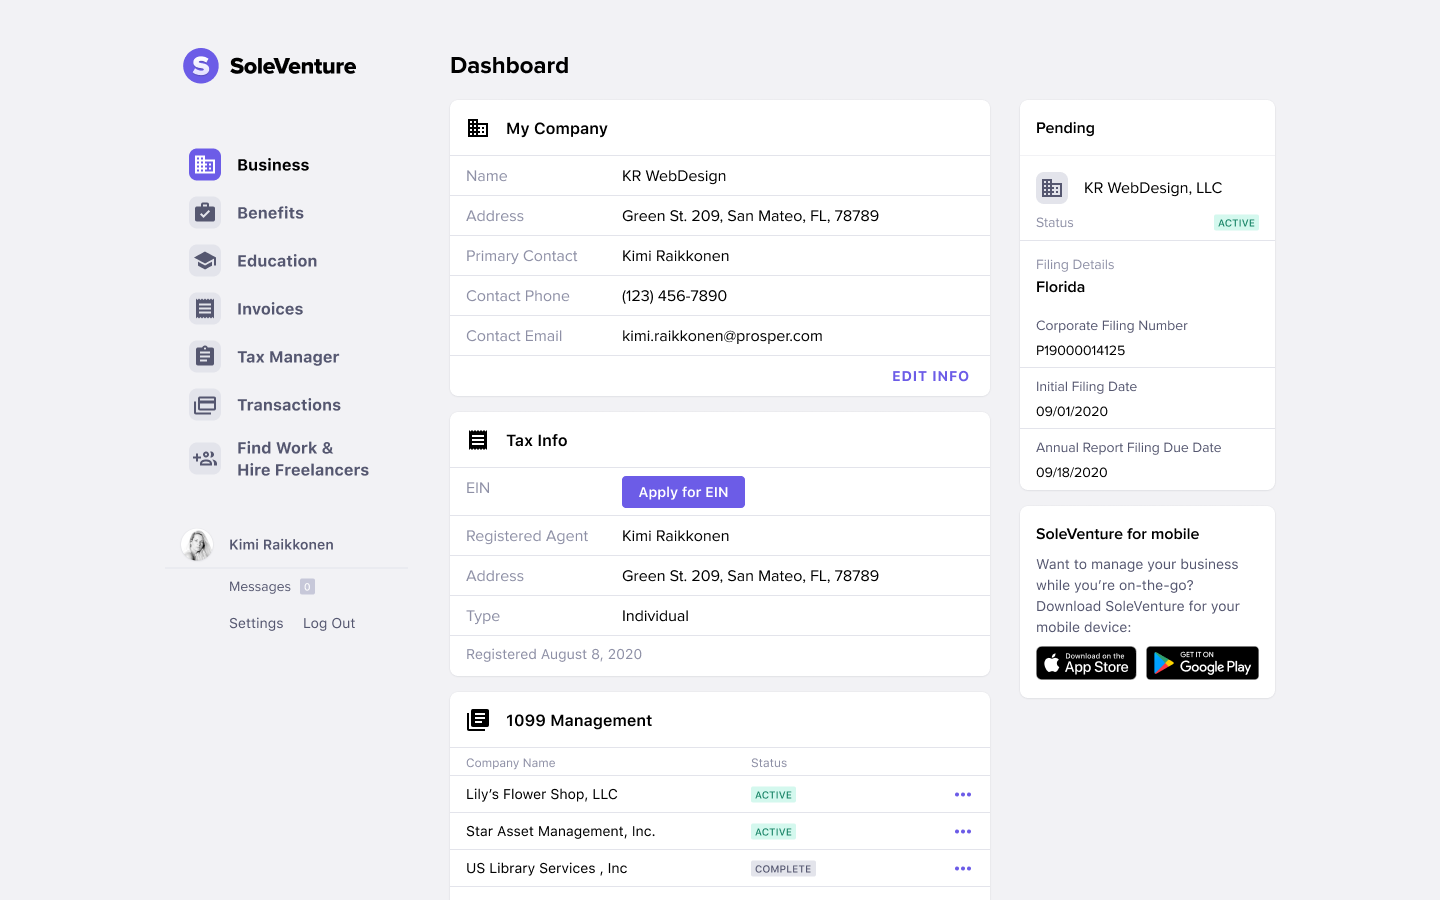 S SoleVenture
Business
Benefits
Education
Invoices
Tax Manager
Transactions
Find Work &
Hire Freelancers
Kimi Raikkonen
Messages 0
Settings Log Out
Dashboard
My Company
Name KR WebDesign
Address Green St. 209, San Mateo, FL, 78789
Primary Contact Kimi Raikkonen
Contact Phone (123) 456-7890
Contact Email kimi.raikkonen@prosper.com
EDIT INFO
Tax Info
EIN Apply for EIN
Registered Agent Kimi Raikkonen
Address Green St. 209, San Mateo, FL, 78789
Type Individual
Registered August 8, 2020
1099 Management
Company Name Status
Lily’s Flower Shop, LLC ACTIVE
Star Asset Management, Inc. ACTIVE
US Library Services , Inc COMPLETE
Pending
KR WebDesign, LLC
Status ACTIVE
Filing Details
Florida
Corporate Filing Number
P19000014125
Initial Filing Date
09/01/2020
Annual Report Filing Due Date
09/18/2020
SoleVenture for mobile
Want to manage your business
while you’re on-the-go?
Download SoleVenture for your
mobile device:
Download on the
App Store
GET IT ON
Google Play